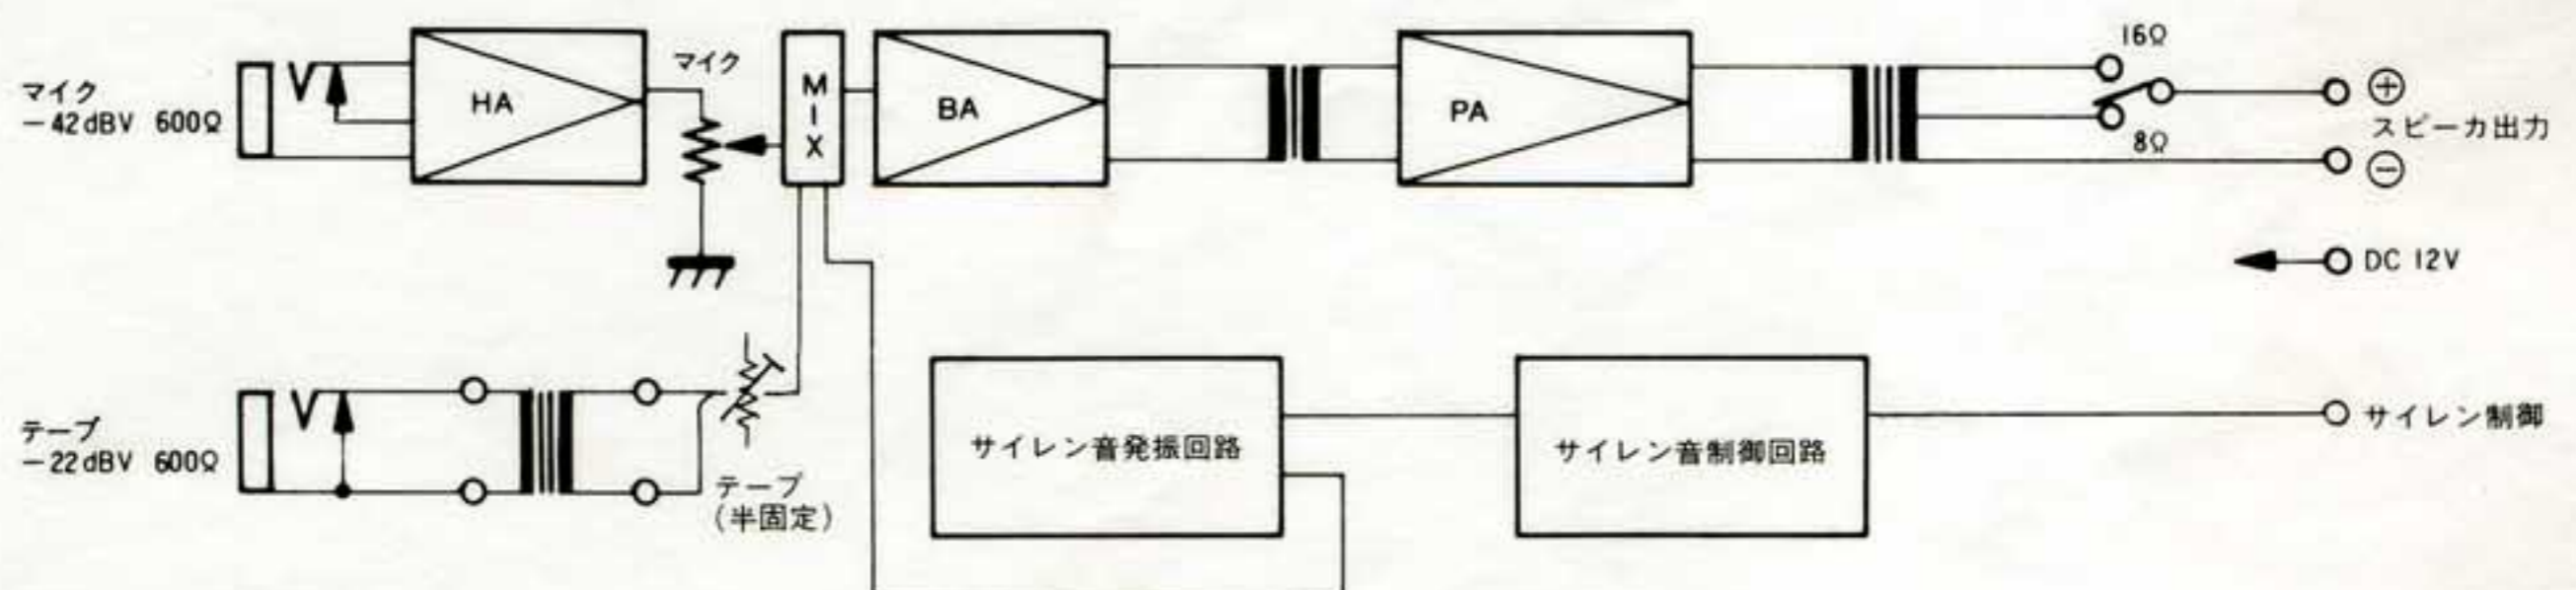 マイク
－42dBV 600Ω
HA
マイク
MIX
BA
PA
16Ω
8Ω
⊕
スピーカ出力
⊖
DC 12V
テープ
－22dBV 600Ω
テープ
(半固定)
サイレン音発振回路
サイレン音制御回路
サイレン制御